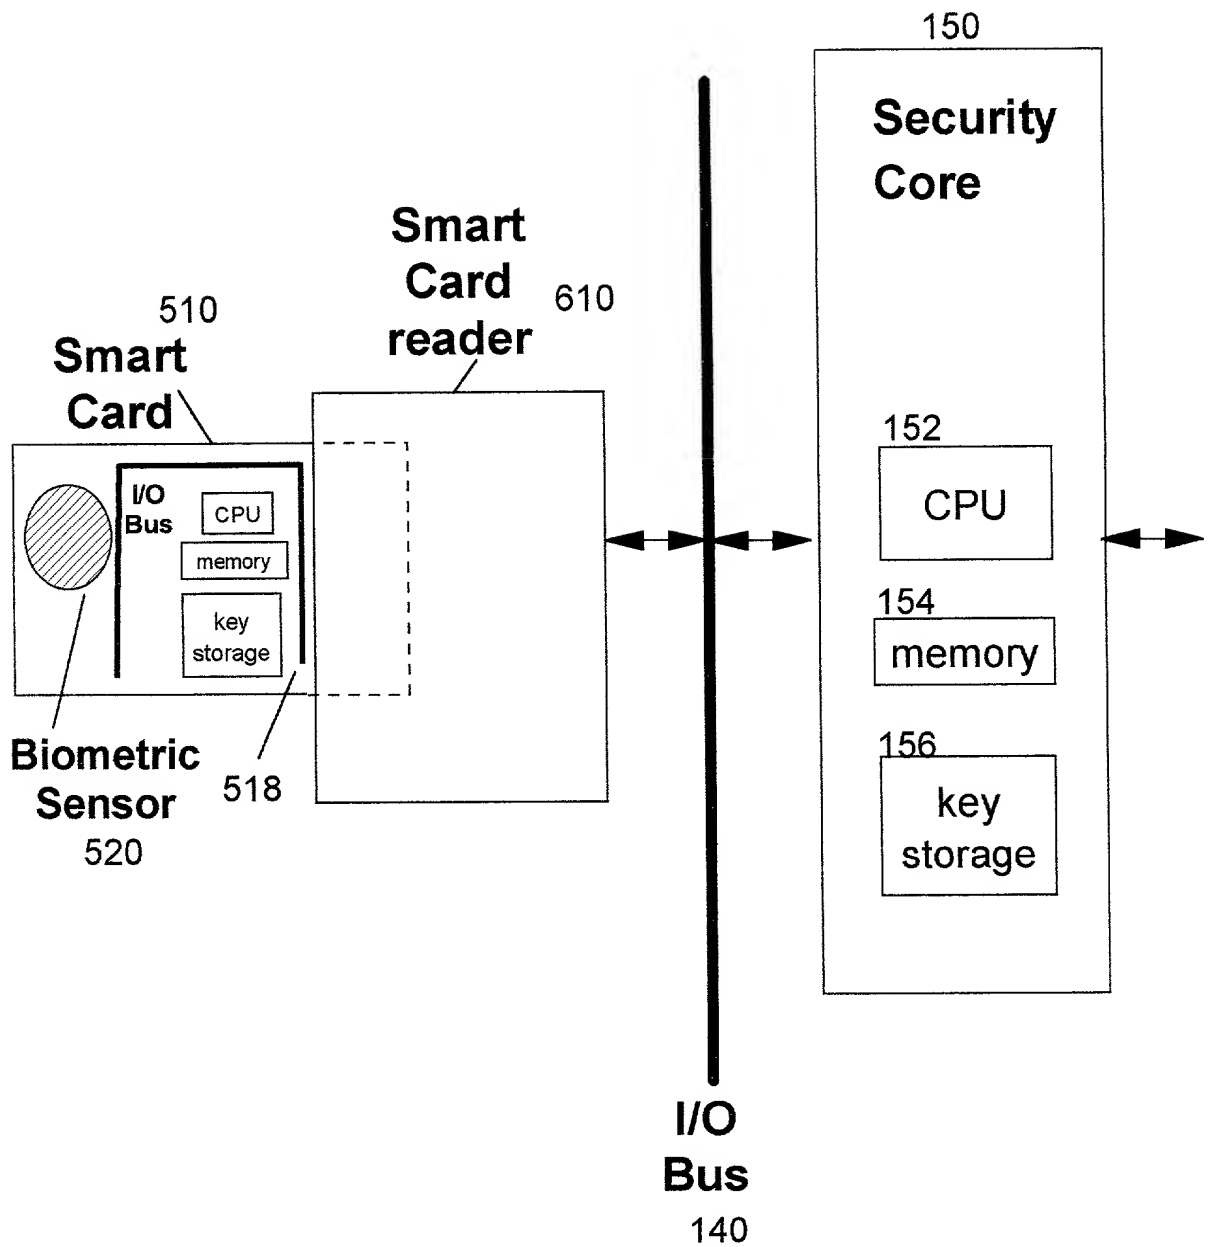 150
Security
Core
Smart
Card
reader
610
510
Smart
Card
I/O
Bus
CPU
memory
key
storage
152
CPU
154
memory
156
key
storage
Biometric
Sensor
520
518
I/O
Bus
140